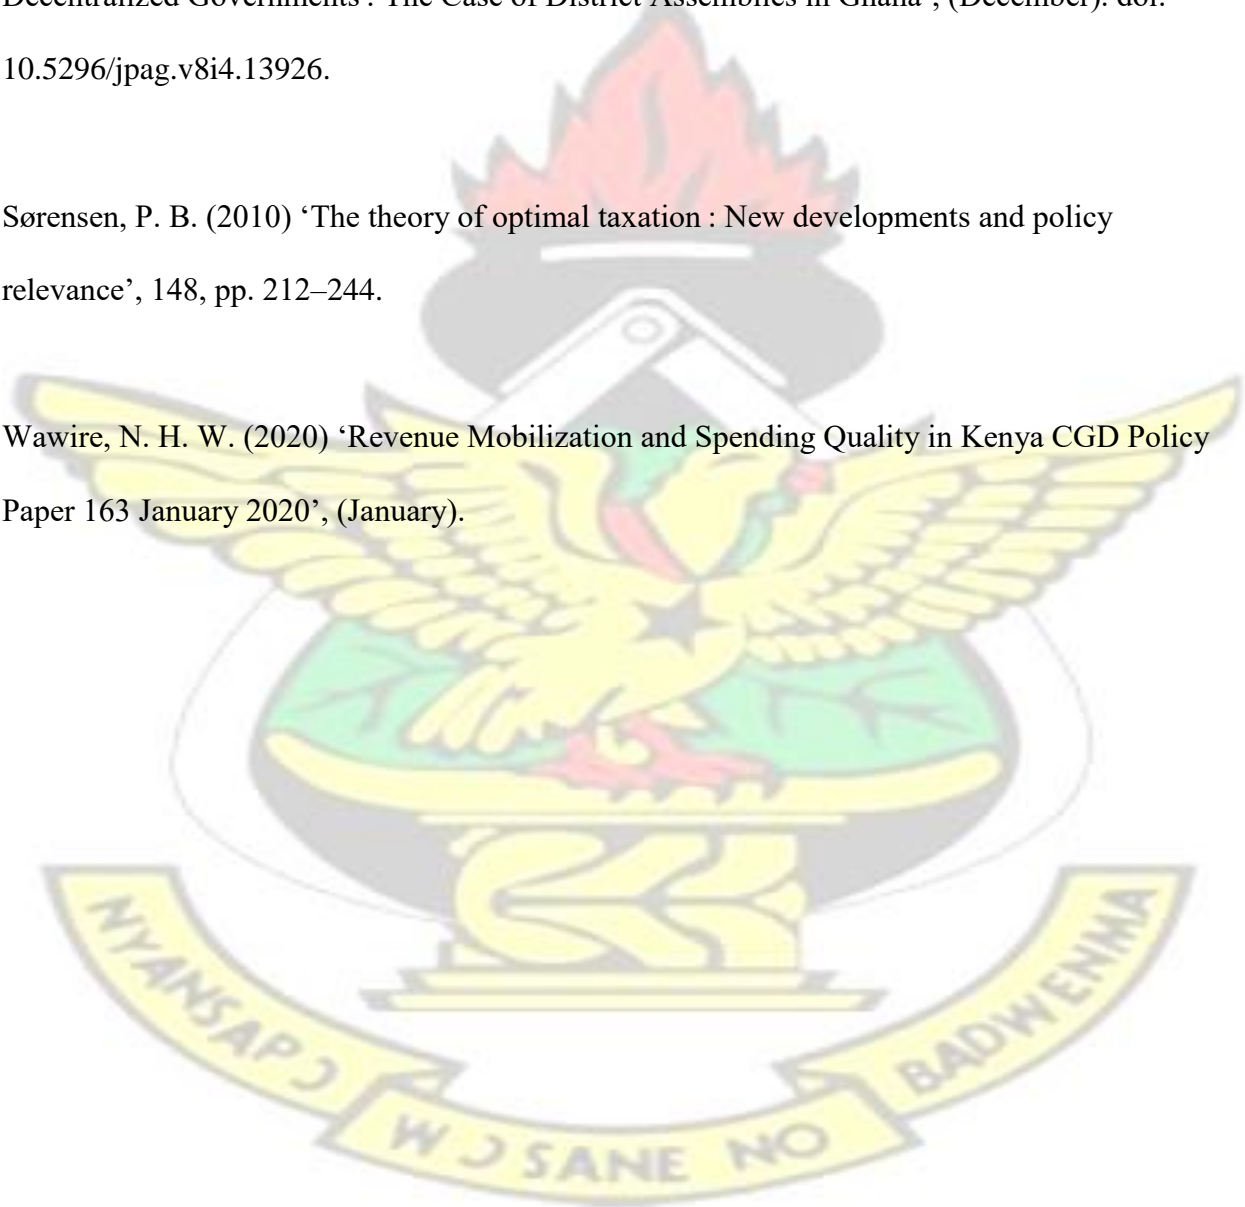 Decentralized Governments : The Case of District Assemblies in Ghana', (December). doi:
10.5296/jpag.v8i4.13926.
Sørensen, P. B. (2010) ‘The theory of optimal taxation : New developments and policy
relevance’, 148, pp. 212–244.
Wawire, N. H. W. (2020) ‘Revenue Mobilization and Spending Quality in Kenya CGD Policy
Paper 163 January 2020’, (January).
NYANSAPƆ
WƆSANE NO
BADWENMA